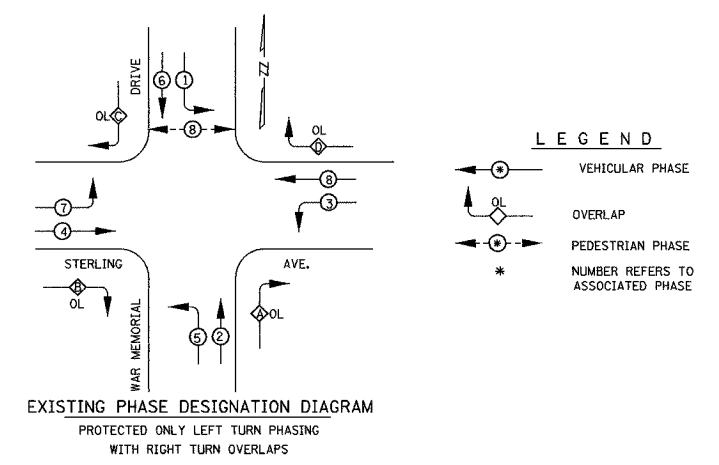 DRIVE
6
1
N
OL C
8
OL
D
8
7
3
4
STERLING
AVE.
B
OL
A OL
5
2
WAR MEMORIAL
EXISTING PHASE DESIGNATION DIAGRAM
PROTECTED ONLY LEFT TURN PHASING
WITH RIGHT TURN OVERLAPS
LEGEND
* VEHICULAR PHASE
OL
OVERLAP
* PEDESTRIAN PHASE
* NUMBER REFERS TO
ASSOCIATED PHASE